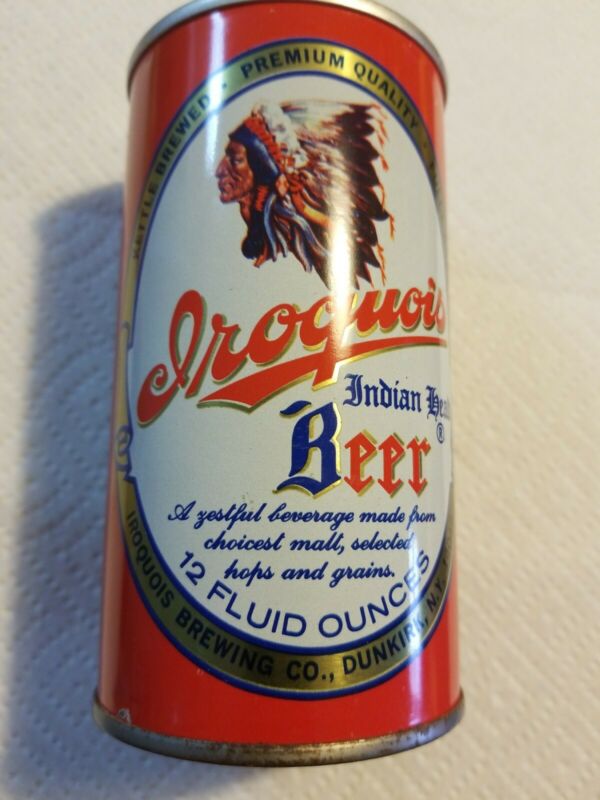 KETTLE BREWED · PREMIUM QUALITY ·
Iroquois
Indian Head
Beer
®
A zestful beverage made from
choicest malt, selected
hops and grains.
12 FLUID OUNCES
IROQUOIS BREWING CO., DUNKIRK, N.Y.